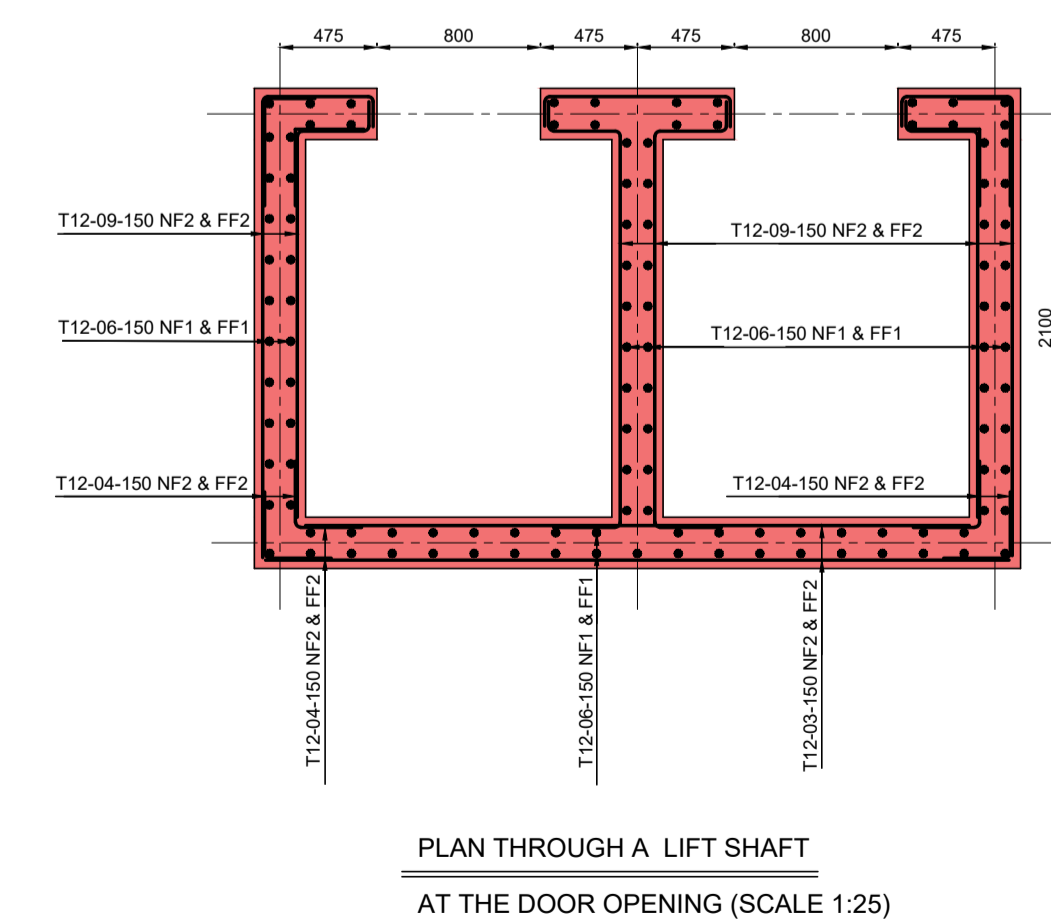 475 800 475 475 800 475
T12-09-150 NF2 & FF2
T12-09-150 NF2 & FF2
T12-06-150 NF1 & FF1
T12-06-150 NF1 & FF1
2100
T12-04-150 NF2 & FF2
T12-04-150 NF2 & FF2
T12-04-150 NF2 & FF2
T12-06-150 NF1 & FF1
T12-03-150 NF2 & FF2
PLAN THROUGH A LIFT SHAFT
AT THE DOOR OPENING (SCALE 1:25)